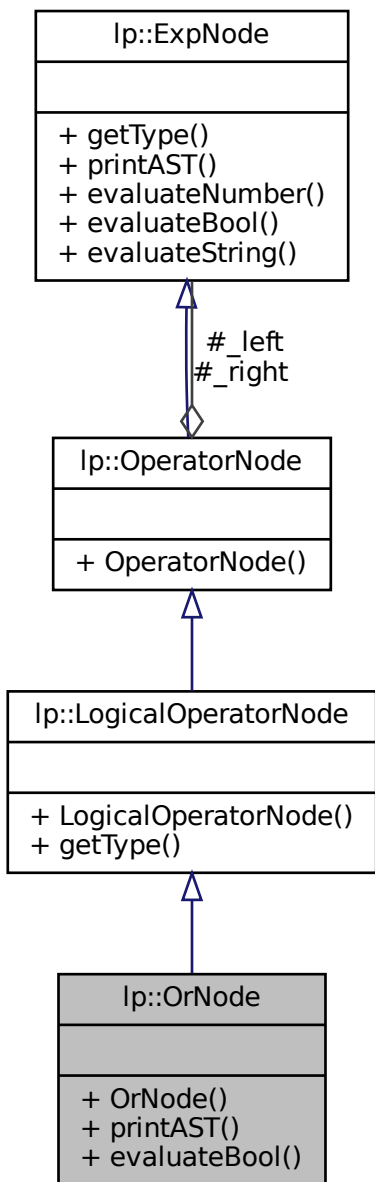 lp::ExpNode
+ getType()
+ printAST()
+ evaluateNumber()
+ evaluateBool()
+ evaluateString()
#_left
#_right
lp::OperatorNode
+ OperatorNode()
lp::LogicalOperatorNode
+ LogicalOperatorNode()
+ getType()
lp::OrNode
+ OrNode()
+ printAST()
+ evaluateBool()